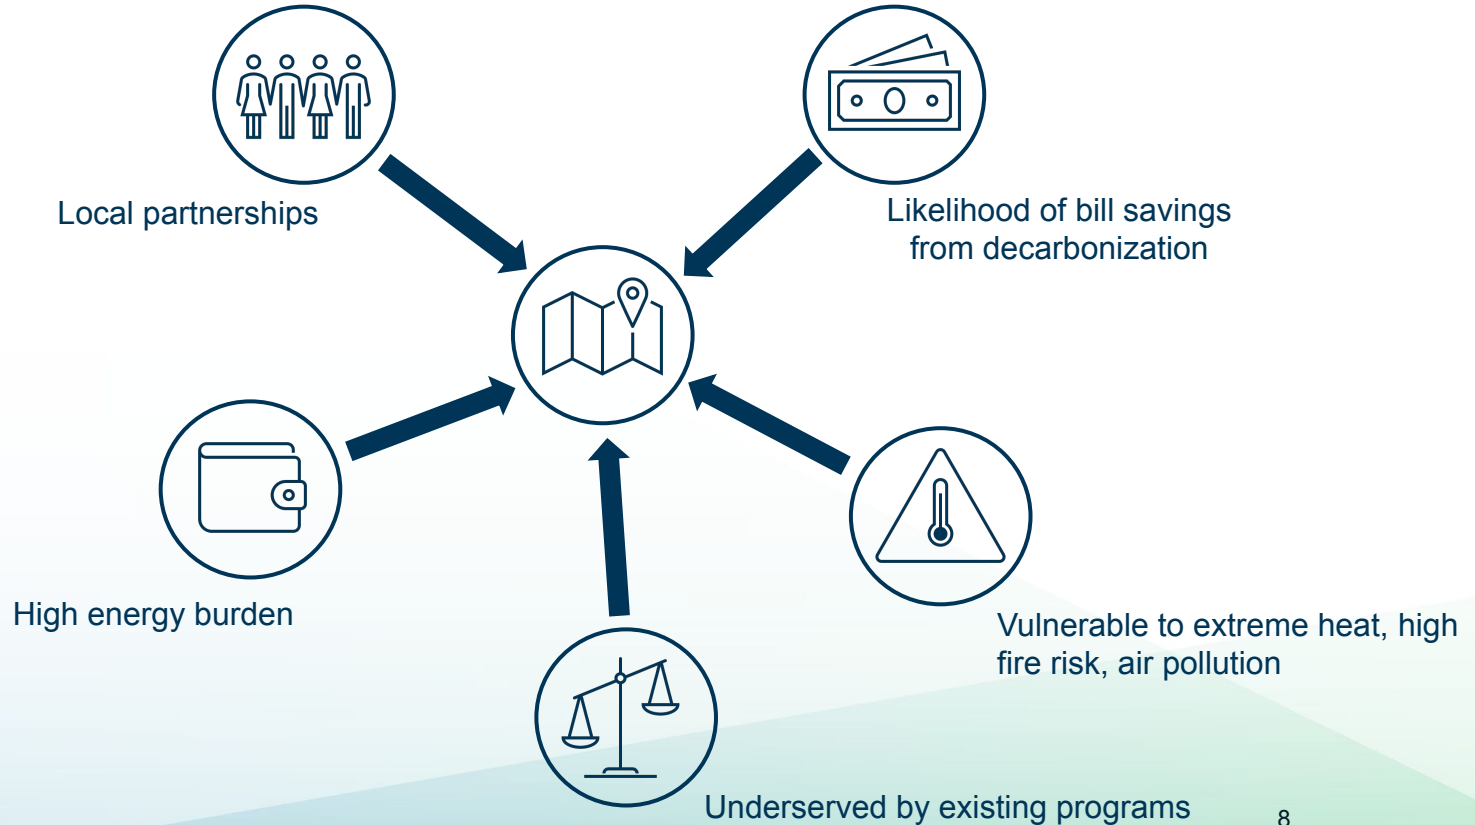 Local partnerships
Likelihood of bill savings
from decarbonization
High energy burden
Vulnerable to extreme heat, high
fire risk, air pollution
Underserved by existing programs
8